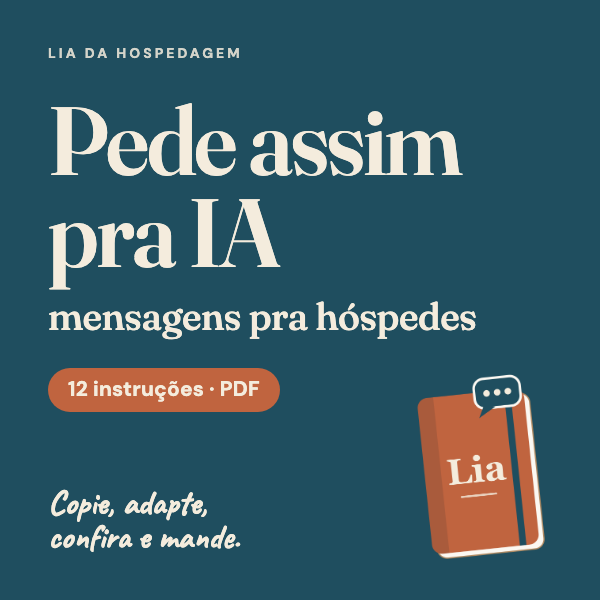 LIA DA HOSPEDAGEM
Pede assim
pra IA
mensagens pra hóspedes
12 instruções · PDF
Lia
Copie, adapte,
confira e mande.